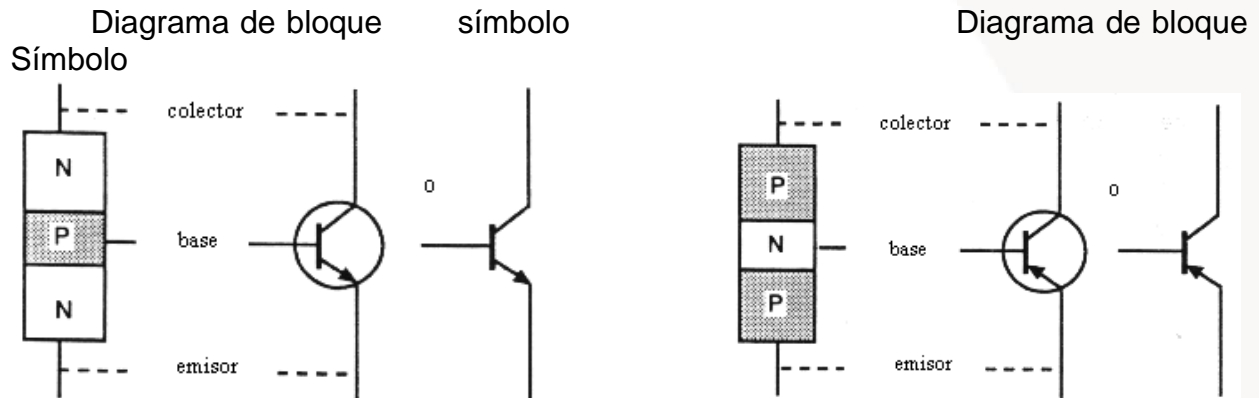 Diagrama de bloque símbolo Diagrama de bloque
Símbolo
colector colector
N P
o o
P base N base
N P
emisor emisor